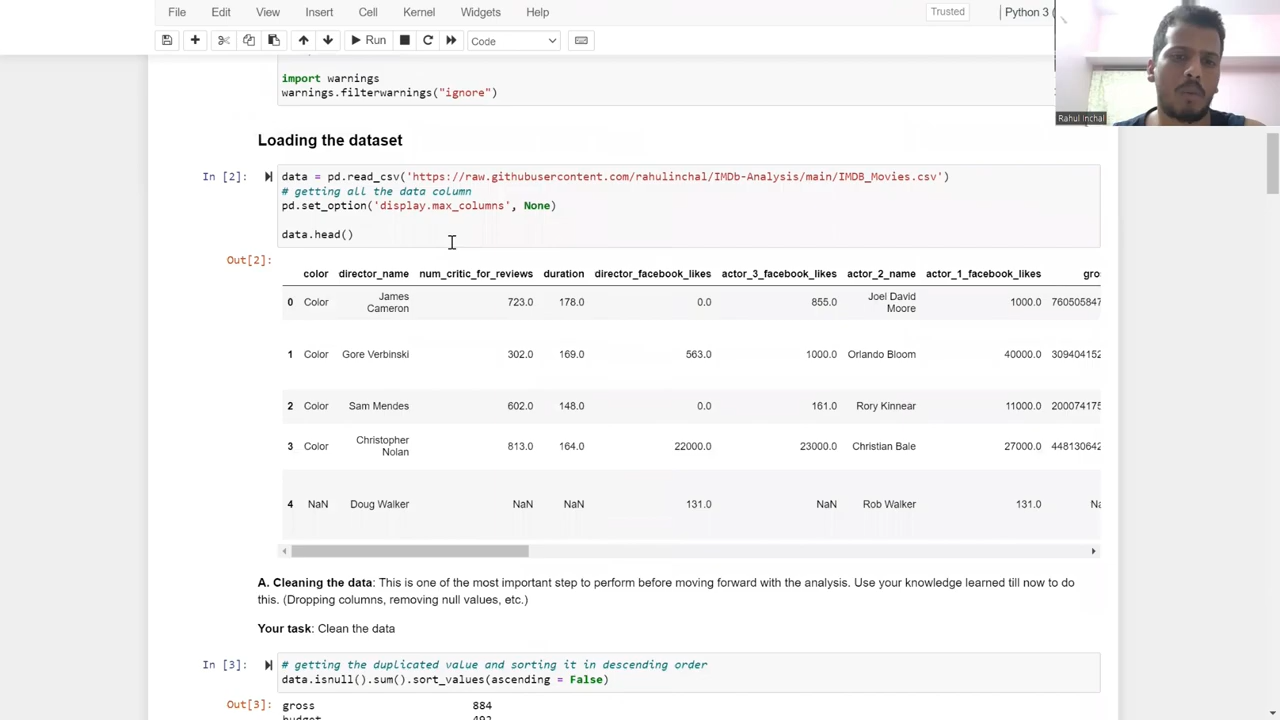 File Edit View Insert Cell Kernel Widgets Help Trusted Python 3 (
Run Code
Rahul Inchal
import warnings
warnings.filterwarnings("ignore")
Loading the dataset
In [2]: data = pd.read_csv('https://raw.githubusercontent.com/rahulinchal/IMDb-Analysis/main/IMDB_Movies.csv')
# getting all the data column
pd.set_option('display.max_columns', None)
data.head()
Out[2]:
color director_name num_critic_for_reviews duration director_facebook_likes actor_3_facebook_likes actor_2_name actor_1_facebook_likes gro
0 Color James Cameron 723.0 178.0 0.0 855.0 Joel David Moore 1000.0 760505847
1 Color Gore Verbinski 302.0 169.0 563.0 1000.0 Orlando Bloom 40000.0 309404152
2 Color Sam Mendes 602.0 148.0 0.0 161.0 Rory Kinnear 11000.0 200074175
3 Color Christopher Nolan 813.0 164.0 22000.0 23000.0 Christian Bale 27000.0 448130642
4 NaN Doug Walker NaN NaN 131.0 NaN Rob Walker 131.0 Na
A. Cleaning the data: This is one of the most important step to perform before moving forward with the analysis. Use your knowledge learned till now to do
this. (Dropping columns, removing null values, etc.)
Your task: Clean the data
In [3]: # getting the duplicated value and sorting it in descending order
data.isnull().sum().sort_values(ascending = False)
Out[3]: gross 884
budget 492